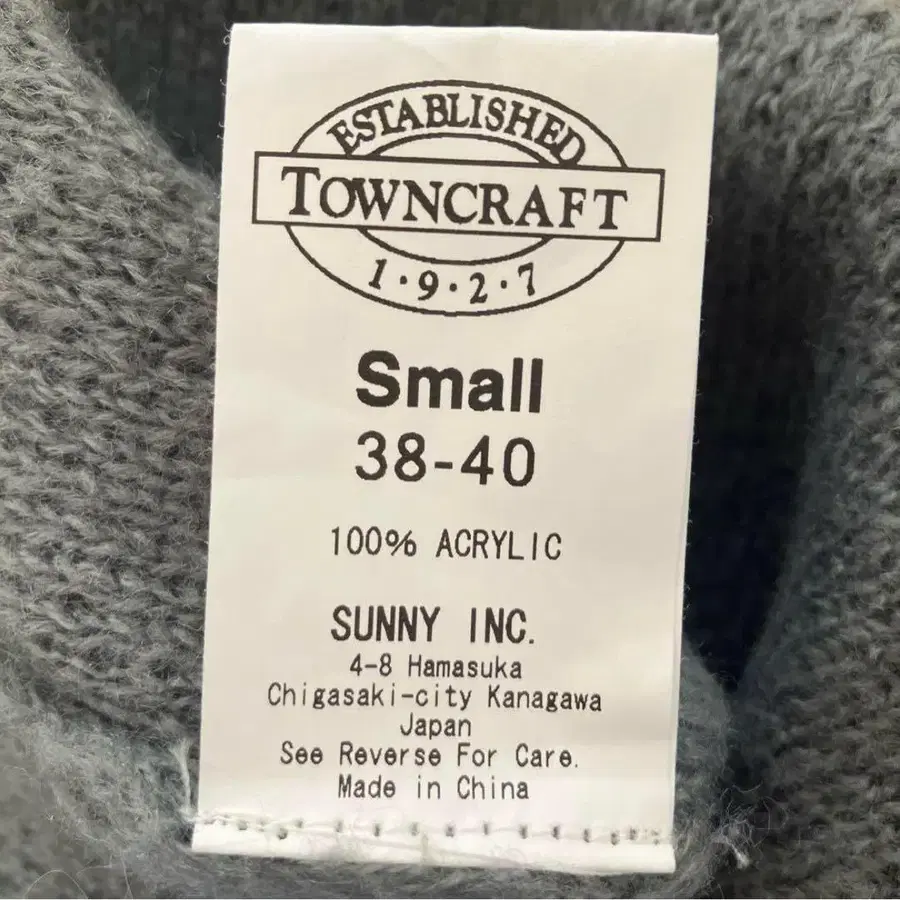 ESTABLISHED
TOWNCRAFT
1·9·2·7
Small
38-40
100% ACRYLIC
SUNNY INC.
4-8 Hamasuka
Chigasaki-city Kanagawa
Japan
See Reverse For Care.
Made in China